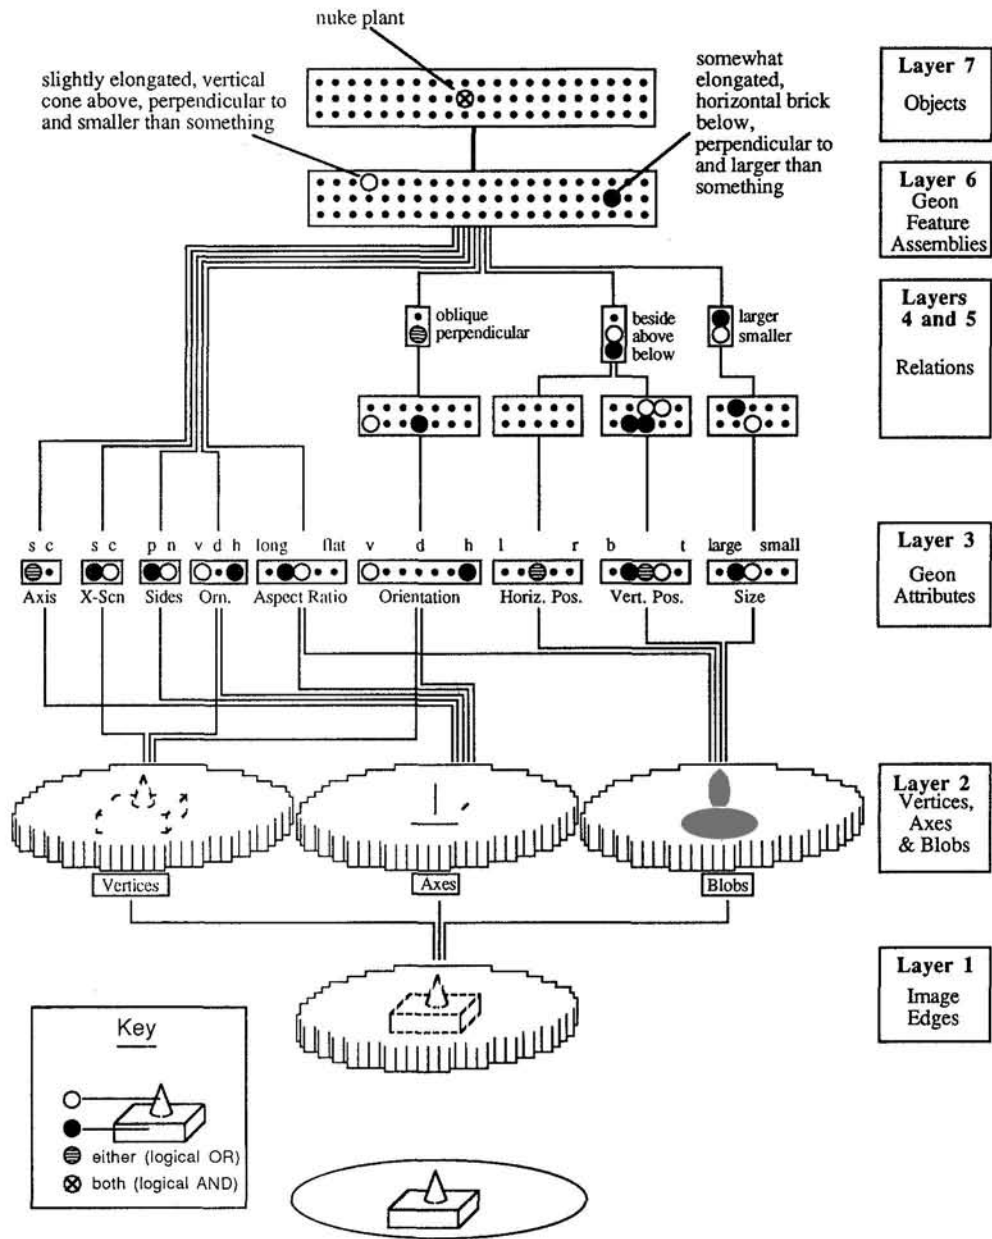 nuke plant
slightly elongated, vertical
cone above, perpendicular to
and smaller than something
somewhat
elongated,
horizontal brick
below,
perpendicular to
and larger than
something
Layer 7
Objects
Layer 6
Geon
Feature
Assemblies
oblique
perpendicular
beside
above
below
larger
smaller
Layers
4 and 5
Relations
s c
s c
p n
v d h
long flat
v d h
l r
b t
large small
Axis
X-Scn
Sides
Orn.
Aspect Ratio
Orientation
Horiz. Pos.
Vert. Pos.
Size
Layer 3
Geon
Attributes
Layer 2
Vertices,
Axes
& Blobs
Vertices
Axes
Blobs
Layer 1
Image
Edges
Key
either (logical OR)
both (logical AND)